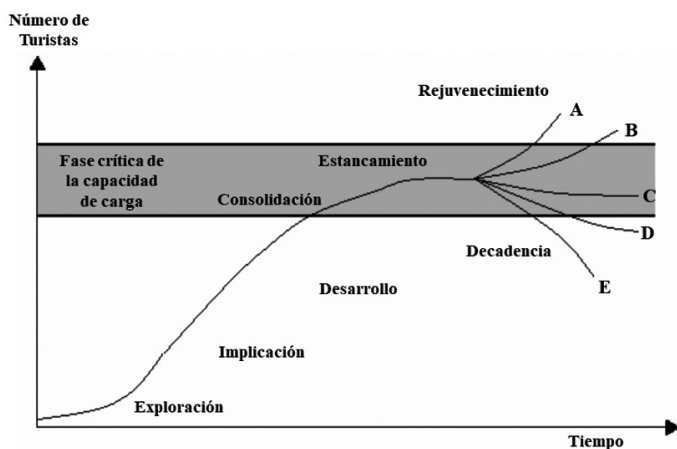 Número de
Turistas
Rejuvenecimiento
A
B
Fase crítica de
la capacidad
de carga
Estancamiento
Consolidación
C
D
Decadencia
E
Desarrollo
Implicación
Exploración
Tiempo